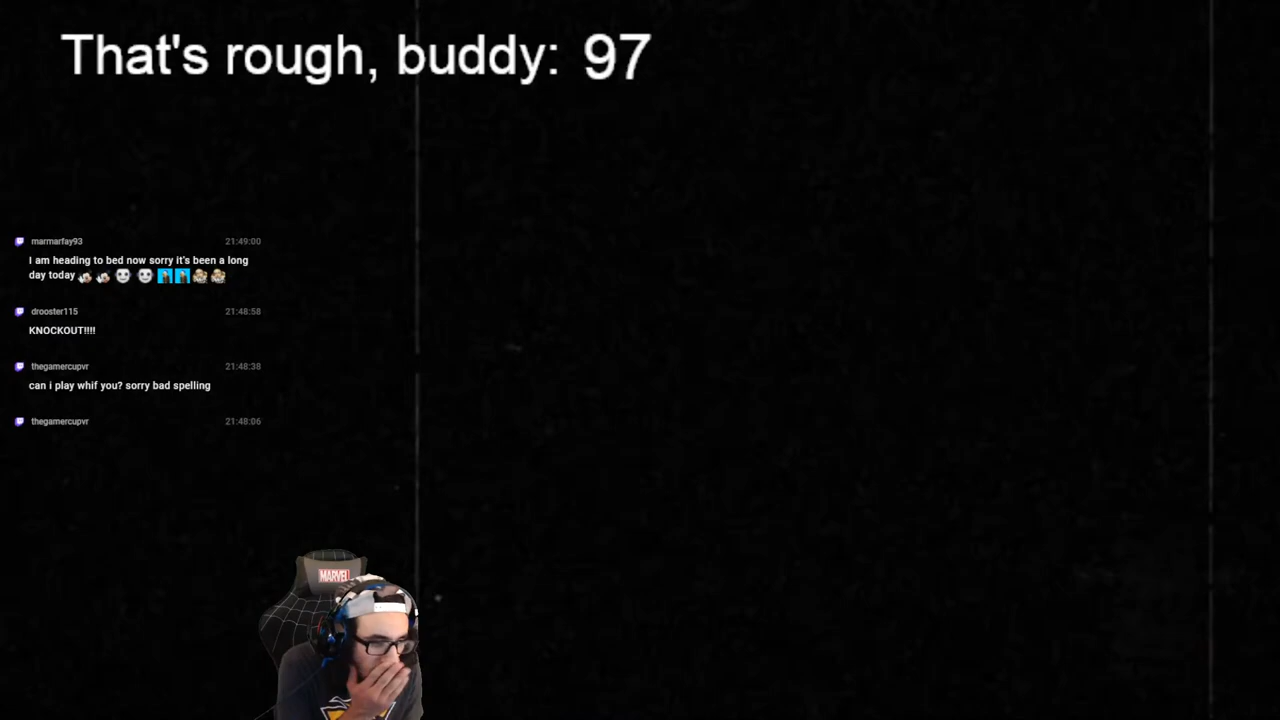 That's rough, buddy: 97
marmarfay93 21:49:00
I am heading to bed now sorry it's been a long
day today
drooster115 21:48:58
KNOCKOUT!!!!
thegamercupvr 21:48:38
can i play whif you? sorry bad spelling
thegamercupvr 21:48:06
MARVEL